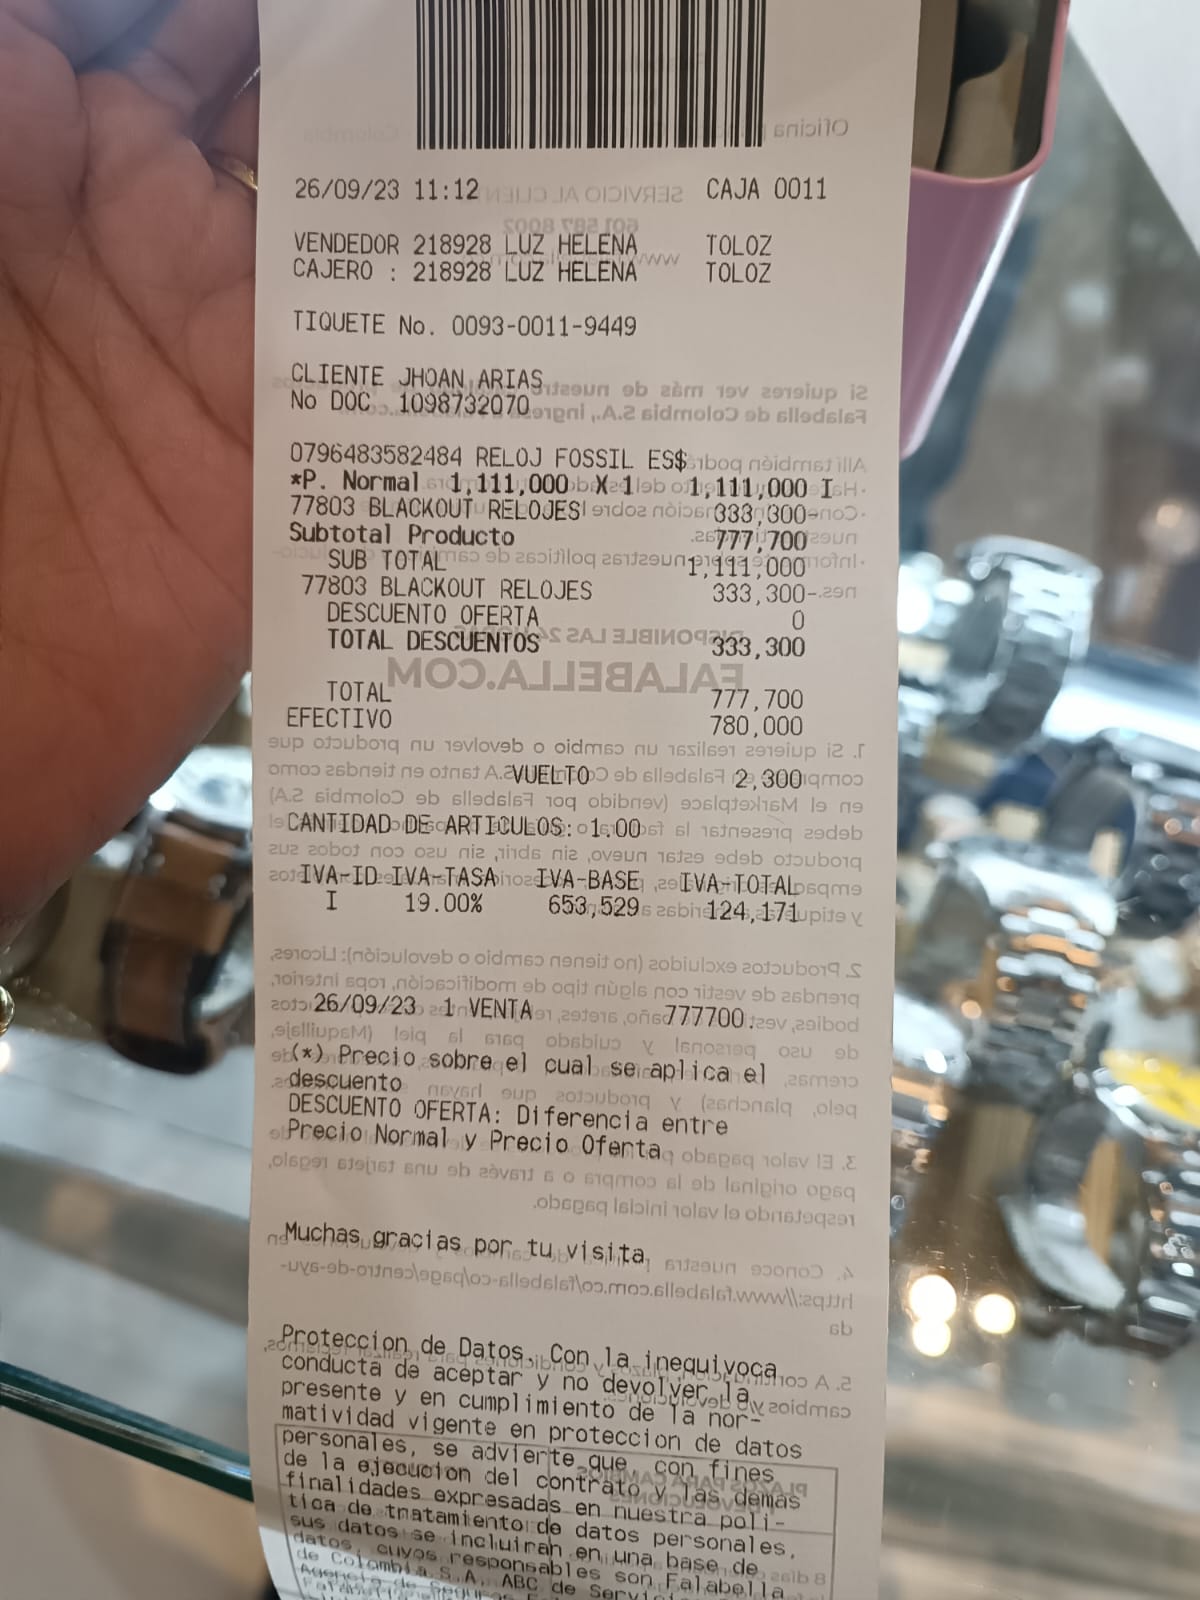 26/09/23 11:12 CAJA 0011
VENDEDOR 218928 LUZ HELENA TOLOZ
CAJERO : 218928 LUZ HELENA TOLOZ
TIQUETE No. 0093-0011-9449
CLIENTE JHOAN ARIAS
No DOC 1098732070
0796483582484 RELOJ FOSSIL ES$
*P. Normal 1,111,000 X 1 1,111,000 I
77803 BLACKOUT RELOJES 333,300-
Subtotal Producto 777,700
SUB TOTAL 1,111,000
77803 BLACKOUT RELOJES 333,300-
DESCUENTO OFERTA 0
TOTAL DESCUENTOS 333,300
TOTAL 777,700
EFECTIVO 780,000
VUELTO 2,300
CANTIDAD DE ARTICULOS: 1.00
IVA-ID IVA-TASA IVA-BASE IVA-TOTAL
I 19.00% 653,529 124,171
26/09/23 1 VENTA 777700.
(*) Precio sobre el cual se aplica el
descuento
DESCUENTO OFERTA: Diferencia entre
Precio Normal y Precio Oferta
Muchas gracias por tu visita
Proteccion de Datos. Con la inequivoca
conducta de aceptar y no devolver la
presente y en cumplimiento de la nor-
matividad vigente en proteccion de datos
personales, se advierte que, con fines
de la ejecucion del contrato y las demas
finalidades expresadas en nuestra poli-
tica de tratamiento de datos personales,
sus datos se incluiran en una base de
datos, cuyos responsables son Falabella
de Colombia S.A, ABC de